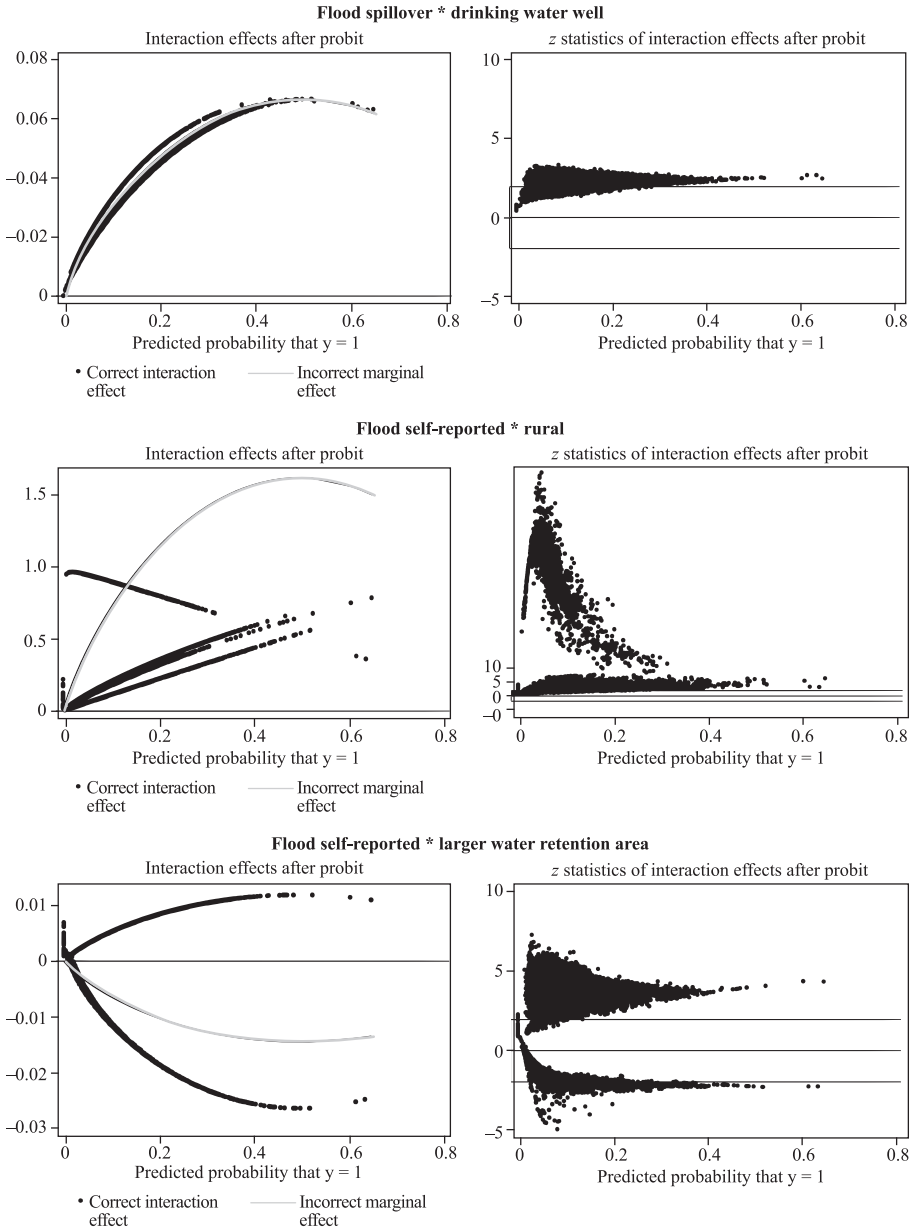 Flood spillover * drinking water well
Interaction effects after probit
0.08
0.06
–0.04
–0.02
0
0
0.2
0.4
0.6
0.8
Predicted probability that y = 1
• Correct interaction effect
Incorrect marginal effect
z statistics of interaction effects after probit
10
5
0
–5
0
0.2
0.4
0.6
0.8
Predicted probability that y = 1
Flood self-reported * rural
Interaction effects after probit
1.5
1.0
0.5
0
0
0.2
0.4
0.6
0.8
Predicted probability that y = 1
• Correct interaction effect
Incorrect marginal effect
z statistics of interaction effects after probit
10
5
0
–0
0
0.2
0.4
0.6
0.8
Predicted probability that y = 1
Flood self-reported * larger water retention area
Interaction effects after probit
0.01
0
–0.01
–0.02
–0.03
0
0.2
0.4
0.6
0.8
Predicted probability that y = 1
• Correct interaction effect
Incorrect marginal effect
z statistics of interaction effects after probit
10
5
0
–5
0
0.2
0.4
0.6
0.8
Predicted probability that y = 1